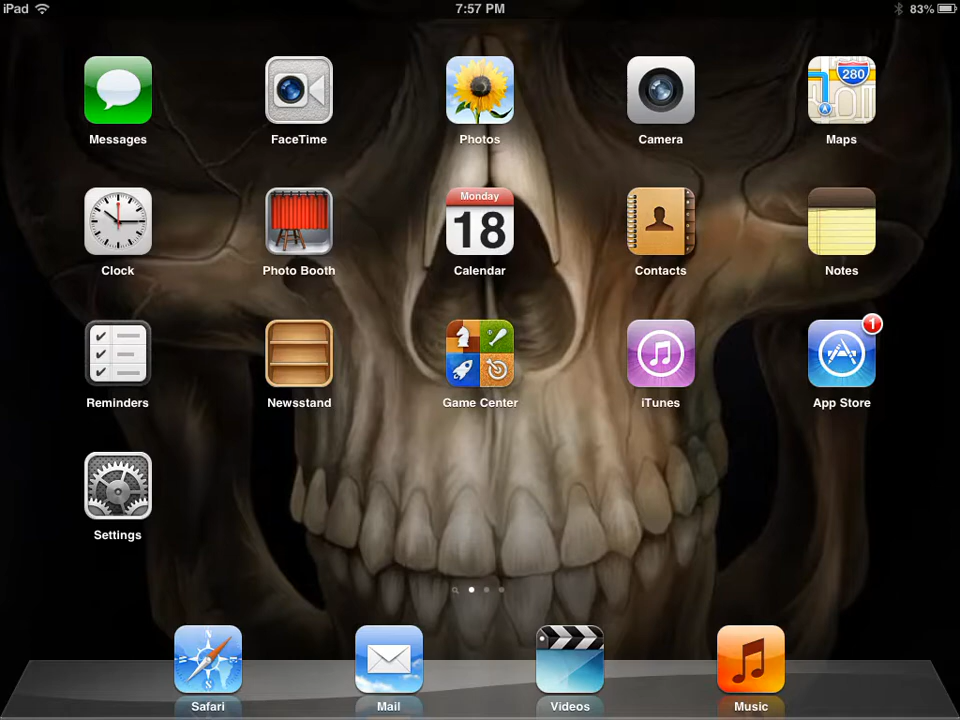 iPad 7:57 PM 83%
280
Messages FaceTime Photos Camera Maps
Monday
18
Clock Photo Booth Calendar Contacts Notes
1
Reminders Newsstand Game Center iTunes App Store
Settings
N
S
Safari Mail Videos Music